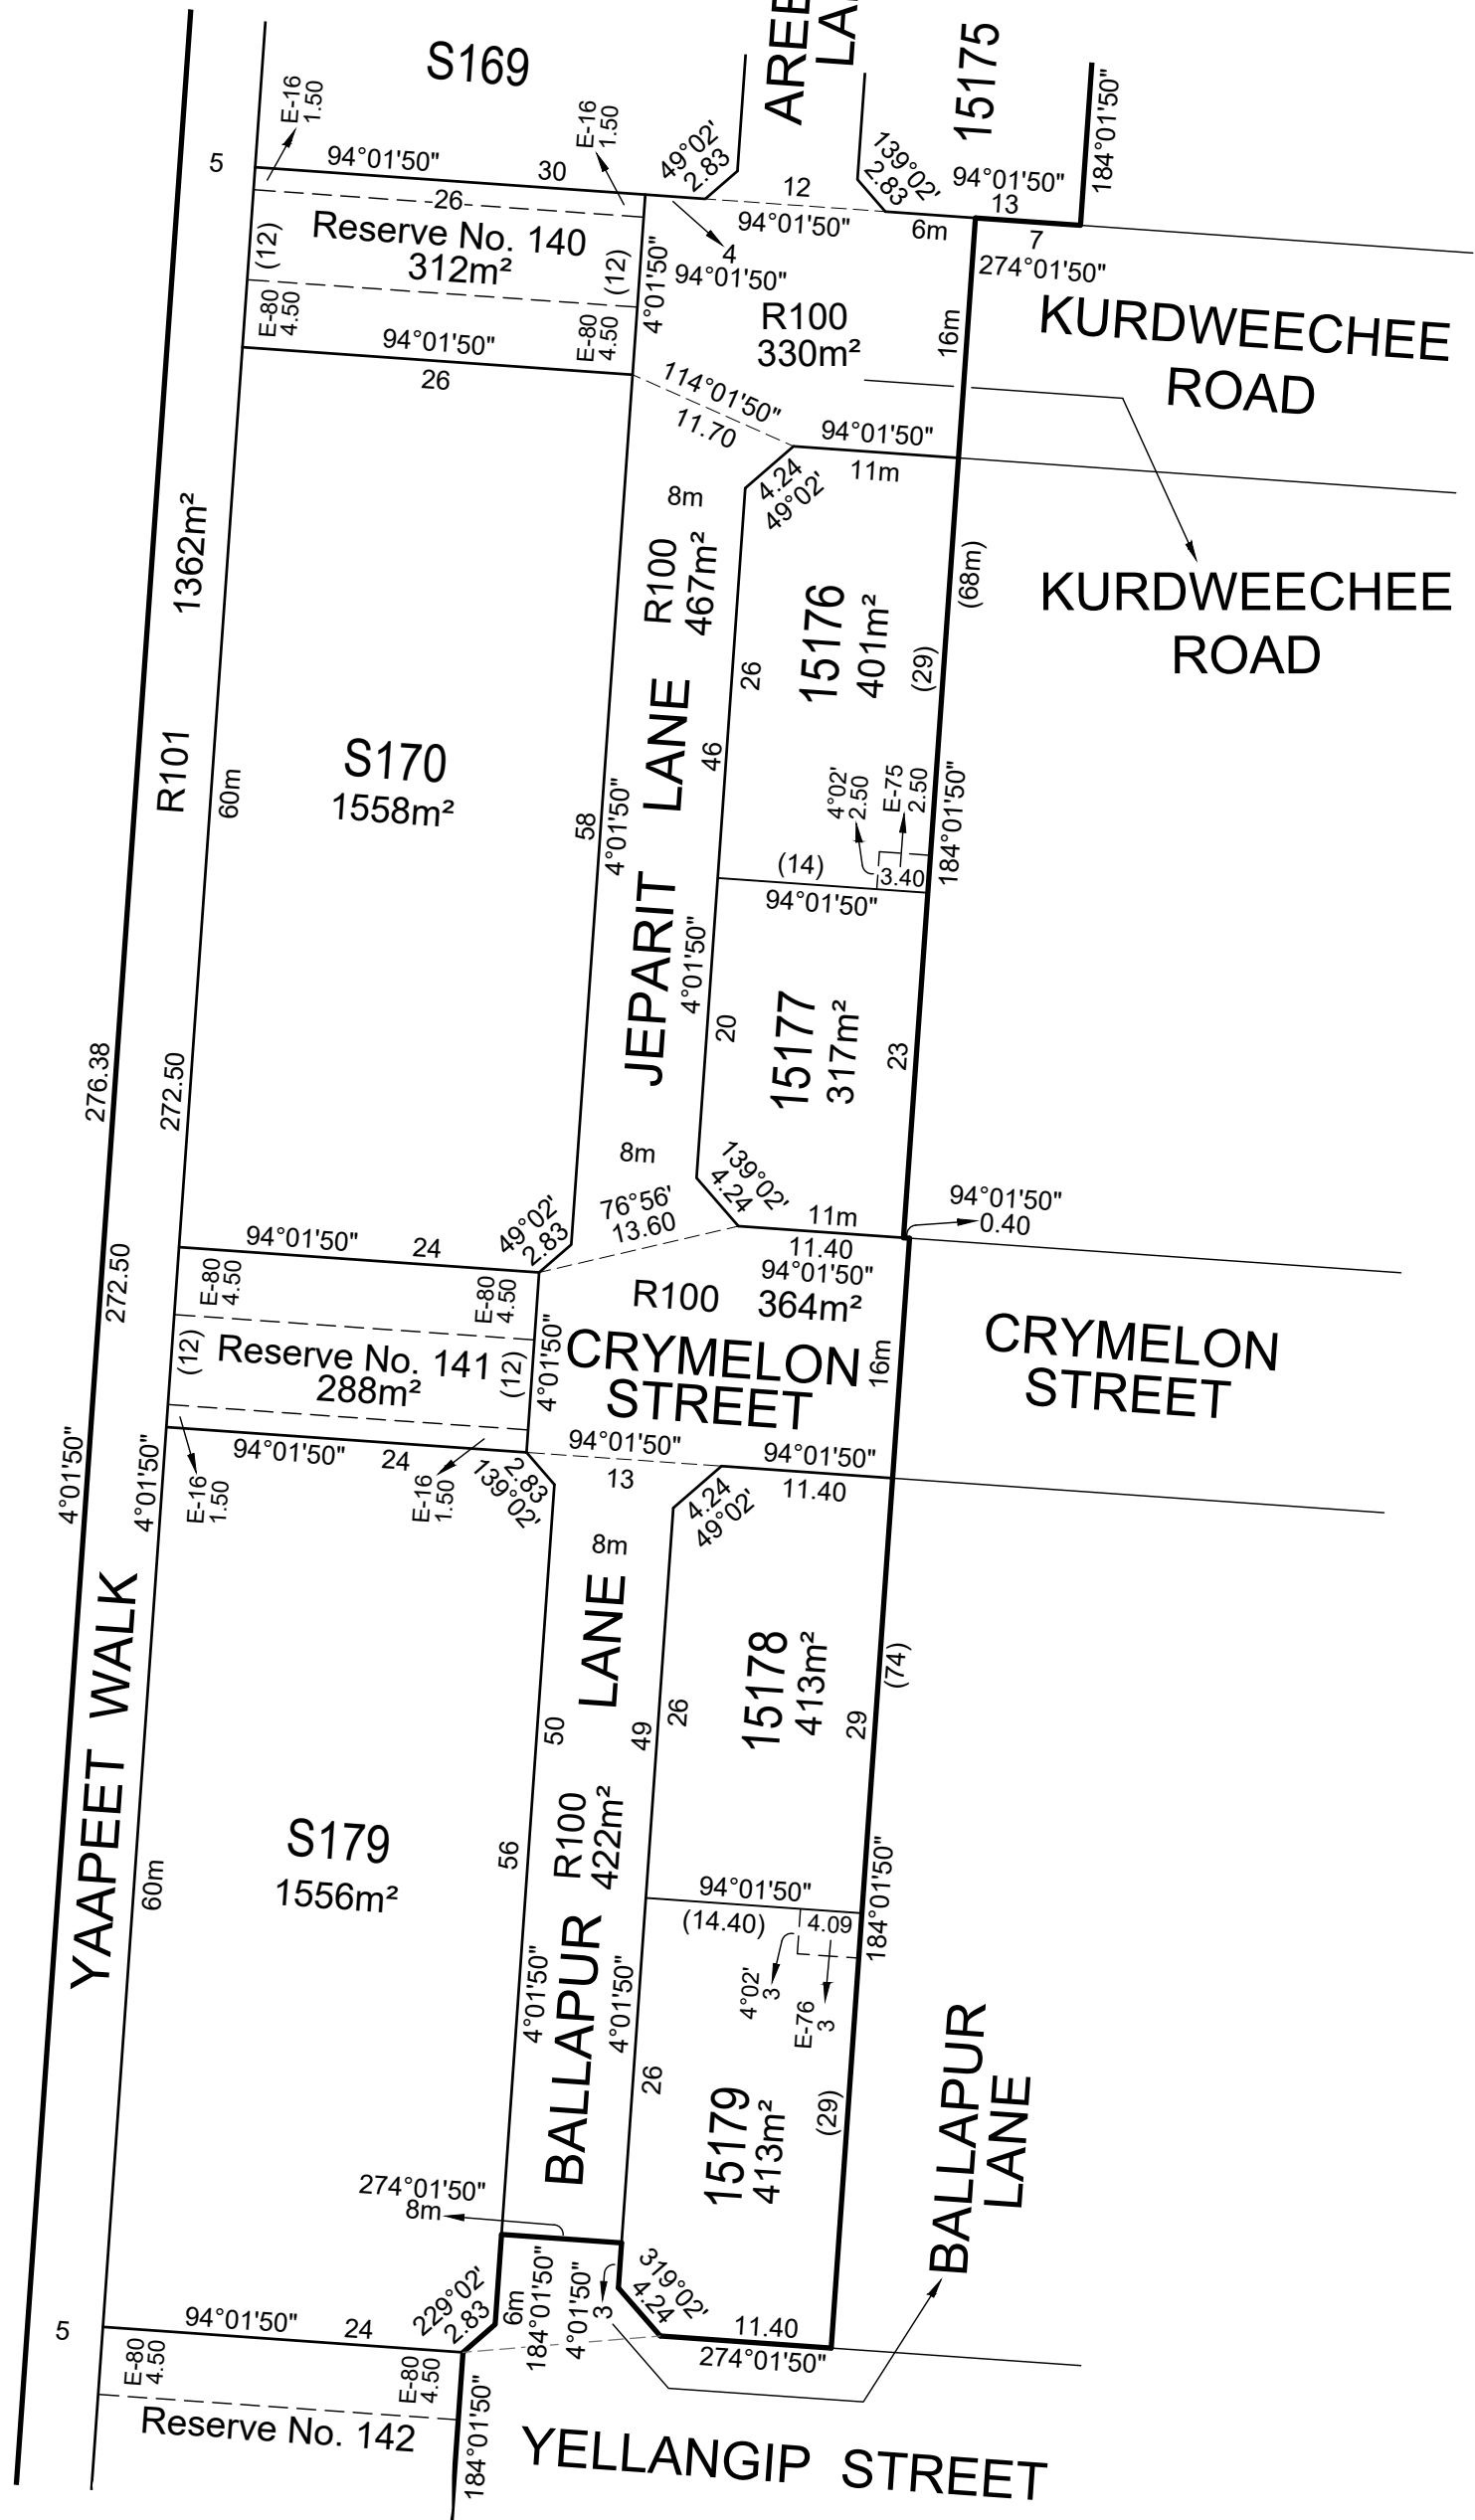 S169
AREE
LA
15175
184°01'50"
E-16
1.50
E-16
1.50
5
94°01'50"
30
49°02'
2.83
12
94°01'50"
139°02'
2.83
94°01'50"
13
6m
7
274°01'50"
26
Reserve No. 140
312m²
(12)
(12)
4°01'50"
4
94°01'50"
E-80
4.50
E-80
4.50
94°01'50"
26
R100
330m²
16m
KURDWEECHEE
ROAD
114°01'50"
11.70
94°01'50"
11m
4.24
49°02'
8m
KURDWEECHEE
ROAD
R101
1362m²
60m
S170
1558m²
58
4°01'50"
JEPARIT LANE
R100
467m²
26
46
15176
401m²
(29)
(68m)
184°01'50"
4°02'
2.50
E-75
2.50
3.40
(14)
94°01'50"
4°01'50"
20
15177
317m²
23
276.38
272.50
272.50
8m
139°02'
4.24
11m
94°01'50"
0.40
94°01'50"
24
49°02'
2.83
76°56'
13.60
11.40
94°01'50"
E-80
4.50
E-80
4.50
(12)
Reserve No. 141
288m²
(12)
4°01'50"
R100
364m²
CRYMELON
STREET
16m
CRYMELON
STREET
94°01'50"
24
E-16
1.50
E-16
1.50
2.83
139°02'
94°01'50"
13
94°01'50"
11.40
4.24
49°02'
8m
4°01'50"
4°01'50"
YAAPEET WALK
60m
S179
1556m²
50
56
4°01'50"
BALLAPUR LANE
R100
422m²
49
26
15178
413m²
29
(74)
184°01'50"
94°01'50"
(14.40)
4.09
4°02'
3
E-76
3
4°01'50"
26
15179
413m²
(29)
BALLAPUR
LANE
274°01'50"
8m
229°02'
2.83
6m
184°01'50"
4°01'50"
3
319°02'
4.24
11.40
274°01'50"
5
94°01'50"
24
E-80
4.50
E-80
4.50
Reserve No. 142
184°01'50"
YELLANGIP STREET